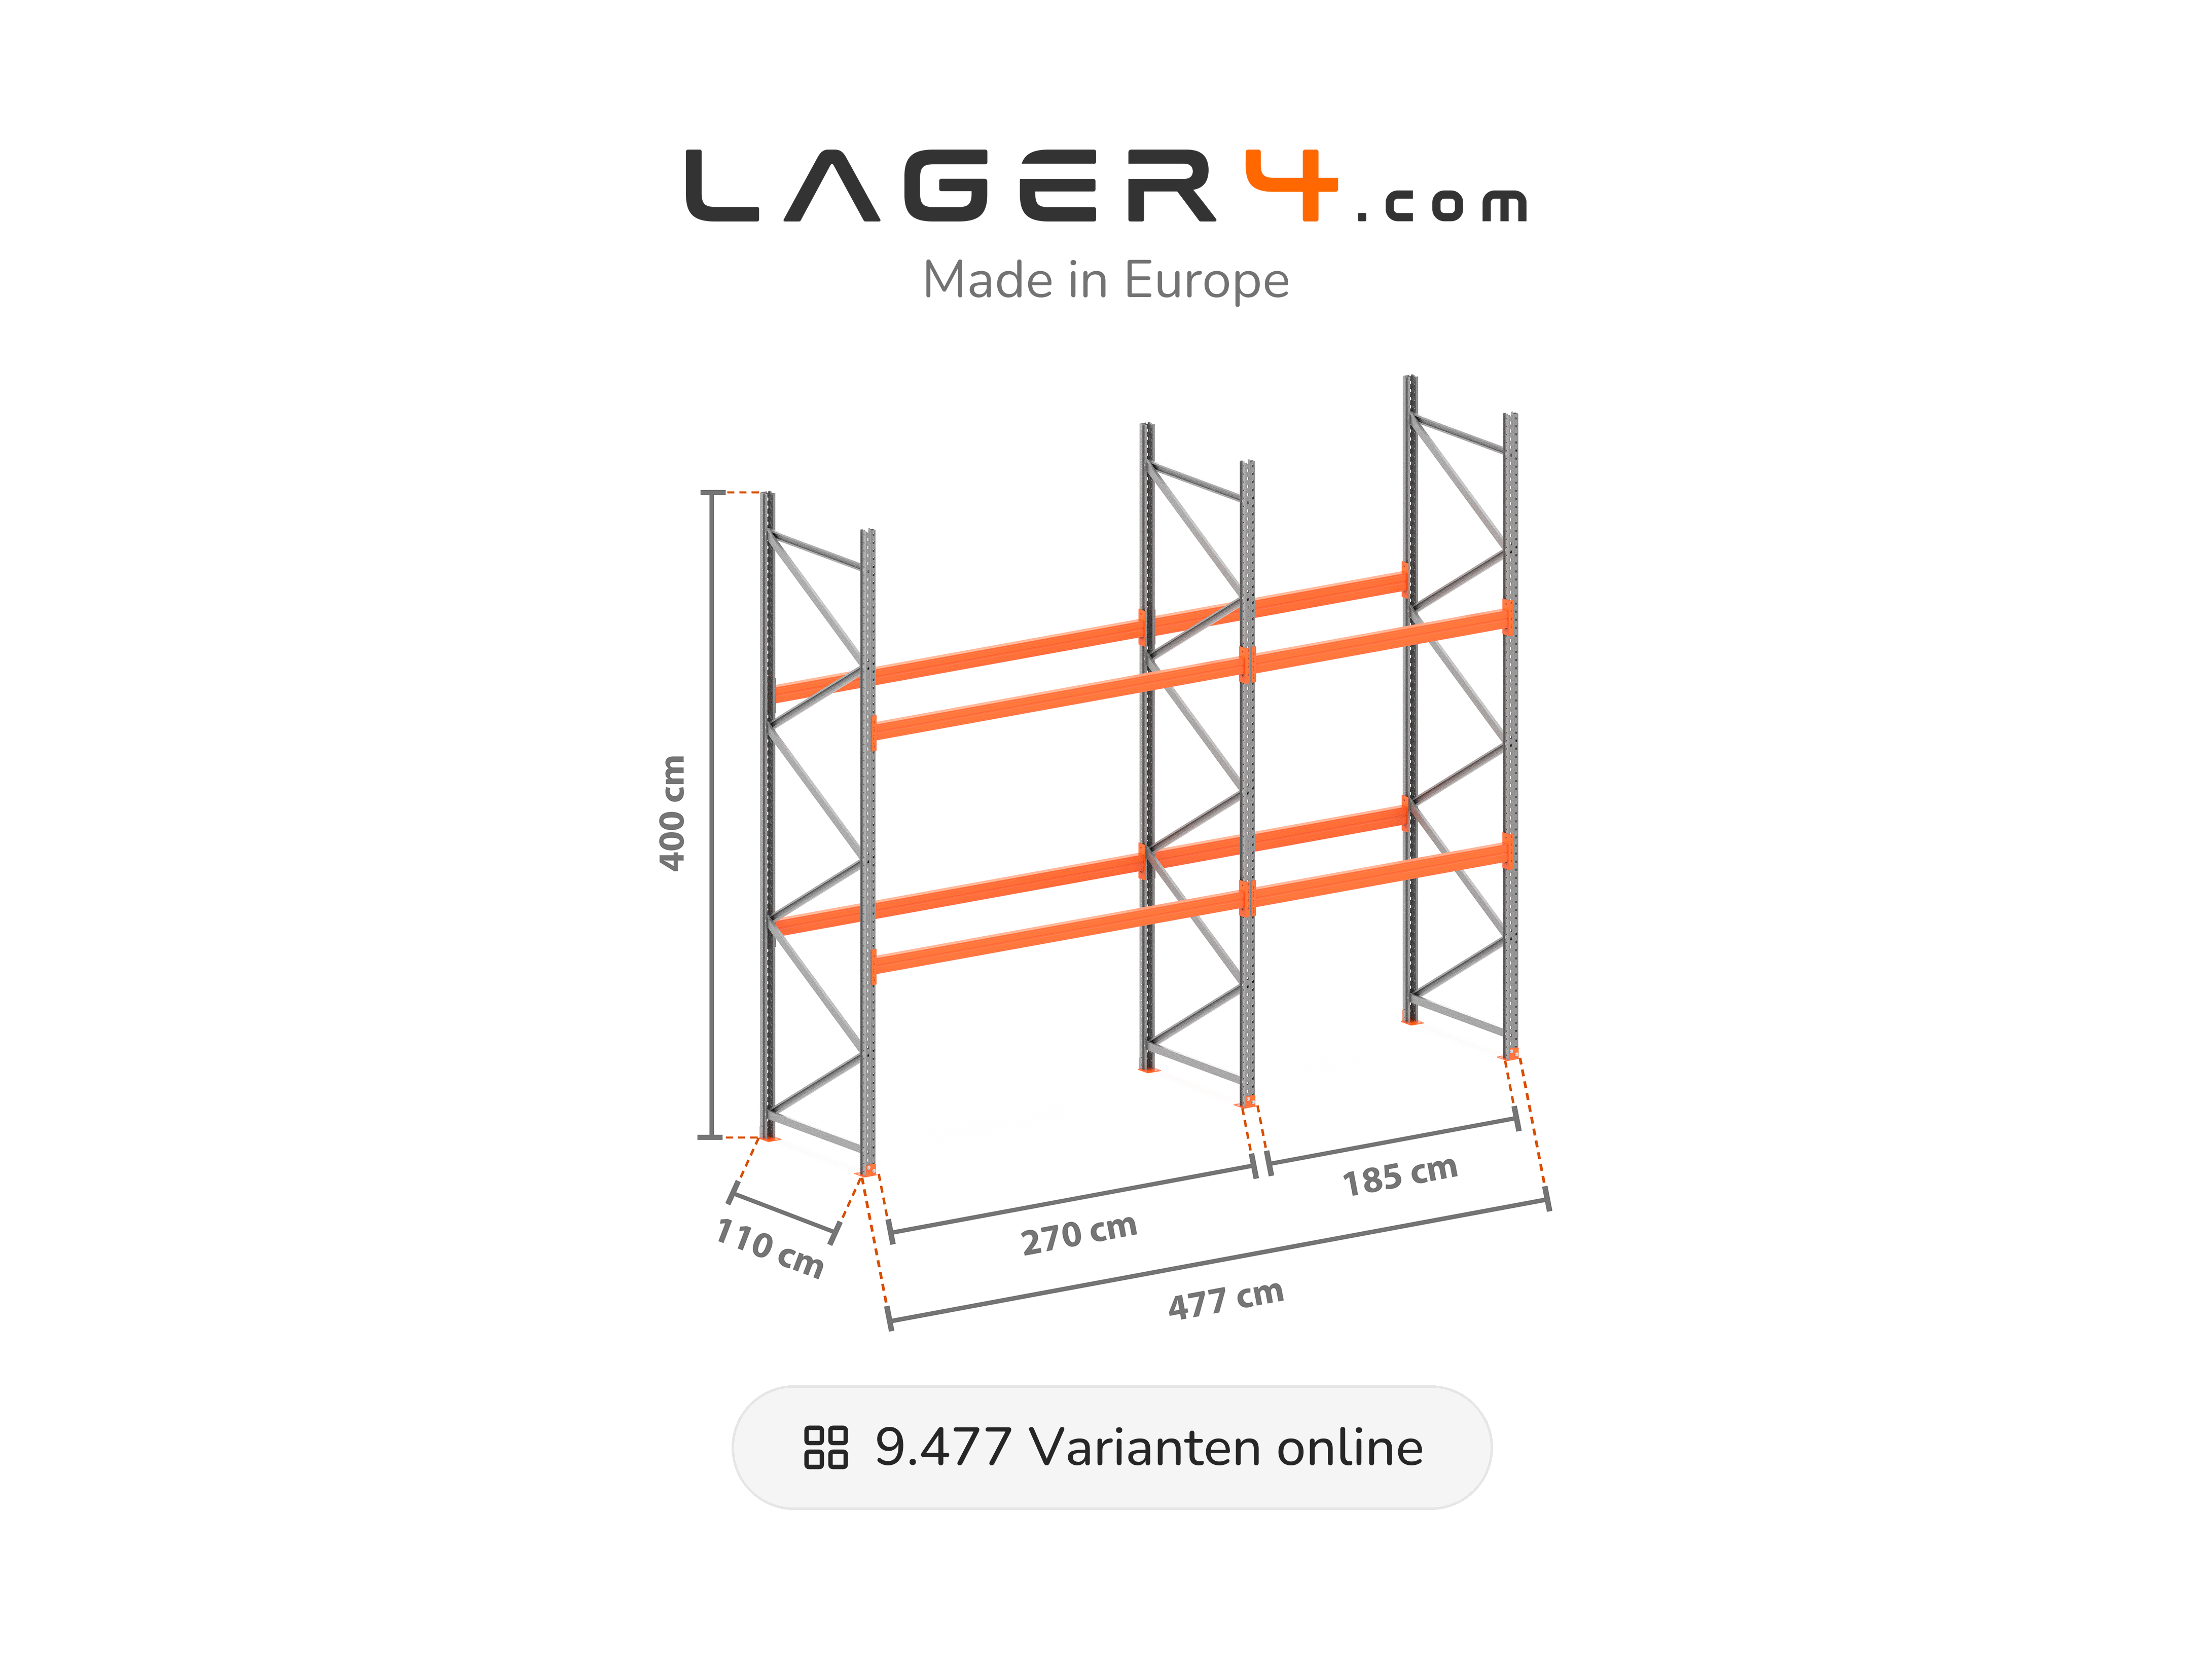 LAGER4.com
Made in Europe
400 cm
110 cm
270 cm
185 cm
477 cm
9.477 Varianten online